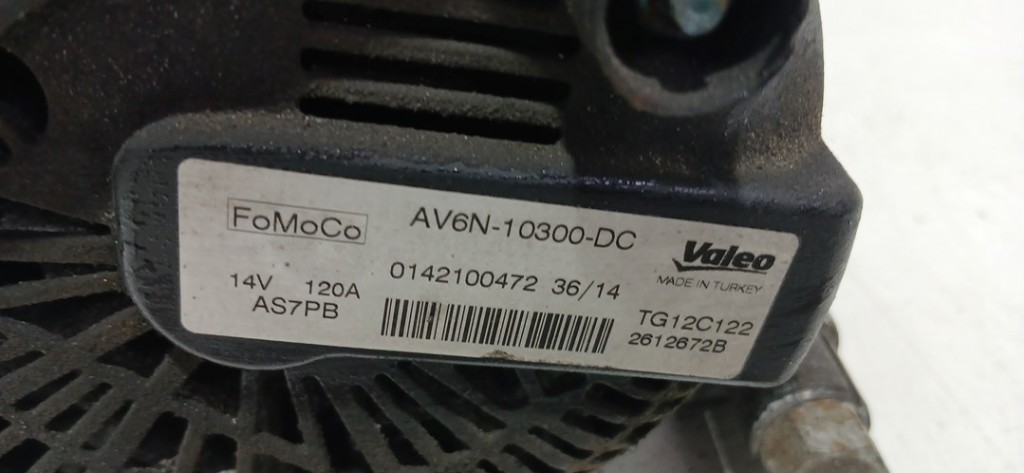 FoMoCo AV6N-10300-DC Valeo
MADE IN TURKEY
14V 120A 0142100472 36/14
AS7PB TG12C122
2612672B